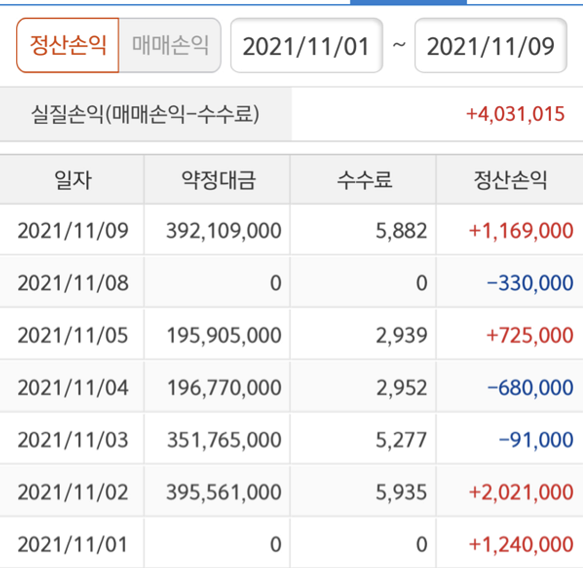 정산손익 매매손익 2021/11/01 ~ 2021/11/09
실질손익(매매손익-수수료) +4,031,015
일자 약정대금 수수료 정산손익
2021/11/09 392,109,000 5,882 +1,169,000
2021/11/08 0 0 -330,000
2021/11/05 195,905,000 2,939 +725,000
2021/11/04 196,770,000 2,952 -680,000
2021/11/03 351,765,000 5,277 -91,000
2021/11/02 395,561,000 5,935 +2,021,000
2021/11/01 0 0 +1,240,000